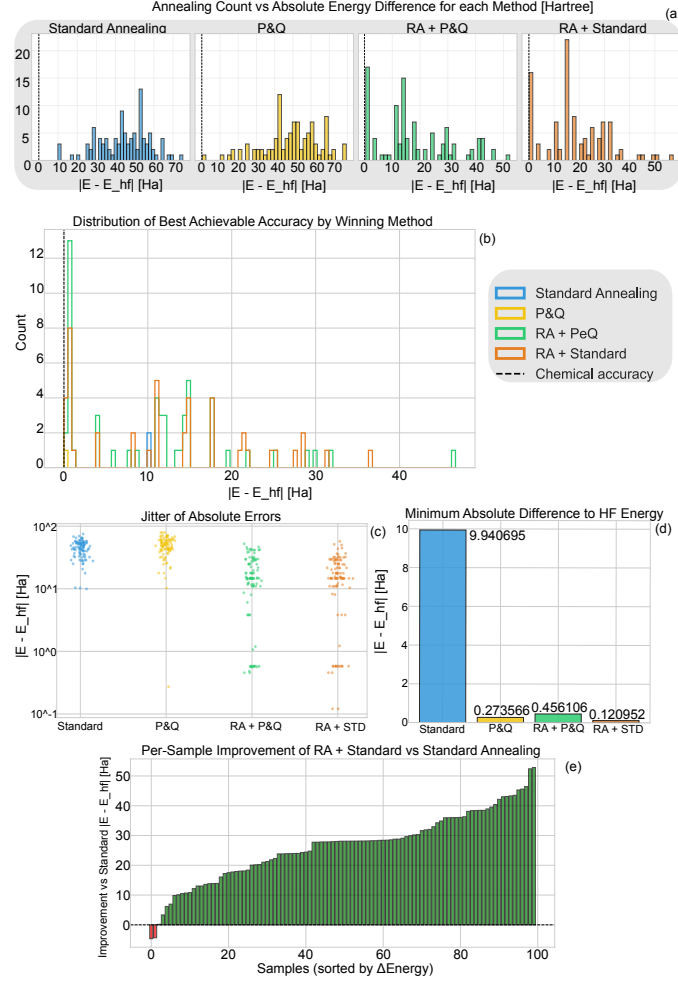 Annealing Count vs Absolute Energy Difference for each Method [Hartree]
(a
Standard Annealing
P&Q
RA + P&Q
RA + Standard
20
15
10
5
0
0 10 20 30 40 50 60 70
0 10 20 30 40 50 60 70
0 10 20 30 40 50
0 10 20 30 40 50
|E - E_hf| [Ha]
|E - E_hf| [Ha]
|E - E_hf| [Ha]
|E - E_hf| [Ha]
Distribution of Best Achievable Accuracy by Winning Method
(b)
Count
12
10
8
6
4
2
0
0 10 20 30 40
|E - E_hf| [Ha]
Standard Annealing
P&Q
RA + PeQ
RA + Standard
Chemical accuracy
Jitter of Absolute Errors
(c)
|E - E_hf| [Ha]
10^2
10^1
10^0
10^-1
Standard P&Q RA + P&Q RA + STD
Minimum Absolute Difference to HF Energy
(d)
|E - E_hf| [Ha]
10
8
6
4
2
0
9.940695
0.273566
0.456106
0.120952
Standard P&Q RA + P&Q RA + STD
Per-Sample Improvement of RA + Standard vs Standard Annealing
(e)
Improvement vs Standard |E - E_hf| [Ha]
50
40
30
20
10
0
0 20 40 60 80 100
Samples (sorted by ΔEnergy)